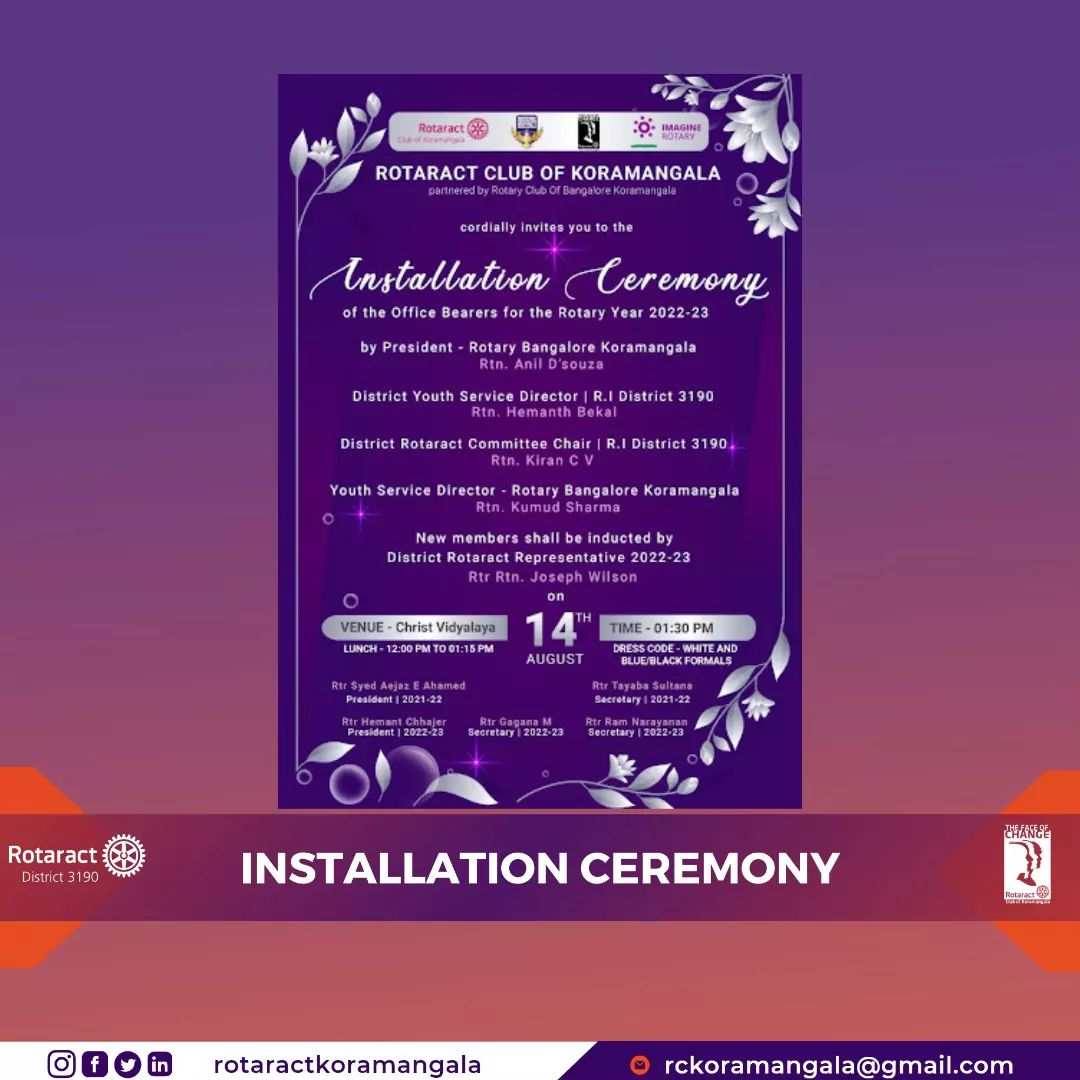 Rotaract
Club of Koramangala
IMAGINE
ROTARY
ROTARACT CLUB OF KORAMANGALA
partnered by Rotary Club Of Bangalore Koramangala
cordially invites you to the
Installation Ceremony
of the Office Bearers for the Rotary Year 2022-23
by President - Rotary Bangalore Koramangala
Rtn. Anil D'souza
District Youth Service Director | R.I District 3190
Rtn. Hemanth Bekal
District Rotaract Committee Chair | R.I District 3190
Rtn. Kiran C V
Youth Service Director - Rotary Bangalore Koramangala
Rtn. Kumud Sharma
New members shall be inducted by
District Rotaract Representative 2022-23
Rtr Rtn. Joseph Wilson
on
VENUE - Christ Vidyalaya
LUNCH - 12:00 PM TO 01:15 PM
14TH
AUGUST
TIME - 01:30 PM
DRESS CODE - WHITE AND
BLUE/BLACK FORMALS
Rtr Syed Aejaz E Ahamed
President | 2021-22
Rtr Tayaba Sultana
Secretary | 2021-22
Rtr Hemant Chhajer
President | 2022-23
Rtr Gagana M
Secretary | 2022-23
Rtr Ram Narayanan
Secretary | 2022-23
Rotaract
District 3190
INSTALLATION CEREMONY
THE FACE OF
CHANGE
Rotaract
Club of Koramangala
rotaractkoramangala
rckoramangala@gmail.com